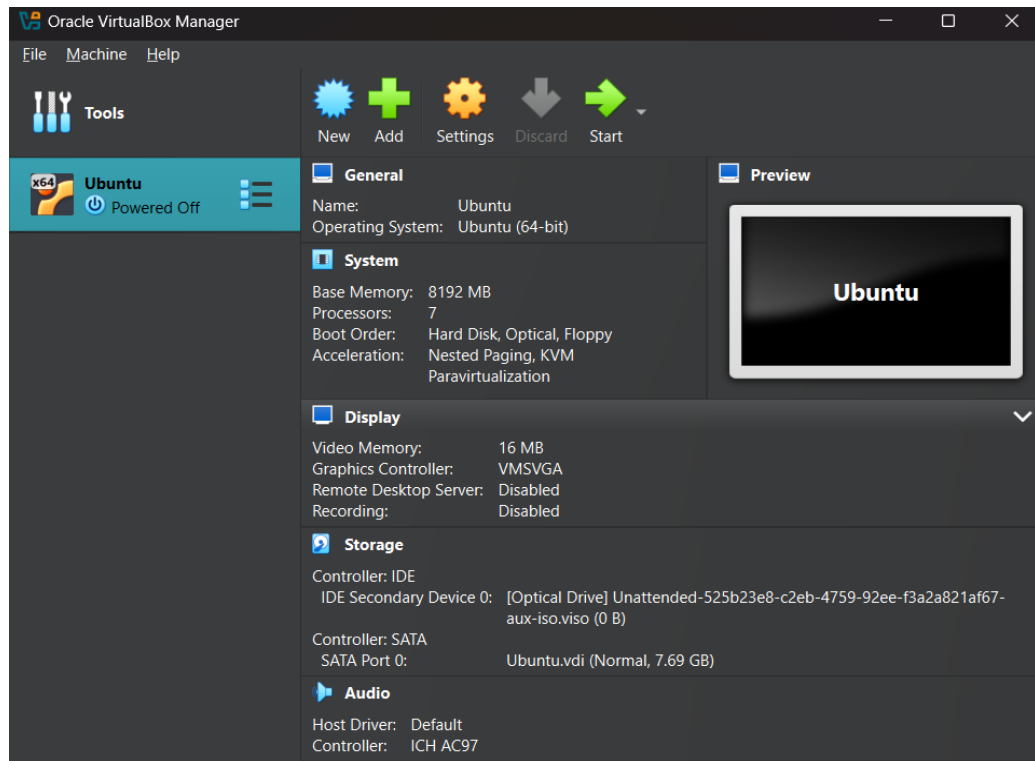 Oracle VirtualBox Manager
File Machine Help
Tools
New Add Settings Discard Start
x64
Ubuntu
Powered Off
General
Name: Ubuntu
Operating System: Ubuntu (64-bit)
Preview
Ubuntu
System
Base Memory: 8192 MB
Processors: 7
Boot Order: Hard Disk, Optical, Floppy
Acceleration: Nested Paging, KVM
Paravirtualization
Display
Video Memory: 16 MB
Graphics Controller: VMSVGA
Remote Desktop Server: Disabled
Recording: Disabled
Storage
Controller: IDE
IDE Secondary Device 0: [Optical Drive] Unattended-525b23e8-c2eb-4759-92ee-f3a2a821af67-
aux-iso.viso (0 B)
Controller: SATA
SATA Port 0: Ubuntu.vdi (Normal, 7.69 GB)
Audio
Host Driver: Default
Controller: ICH AC97